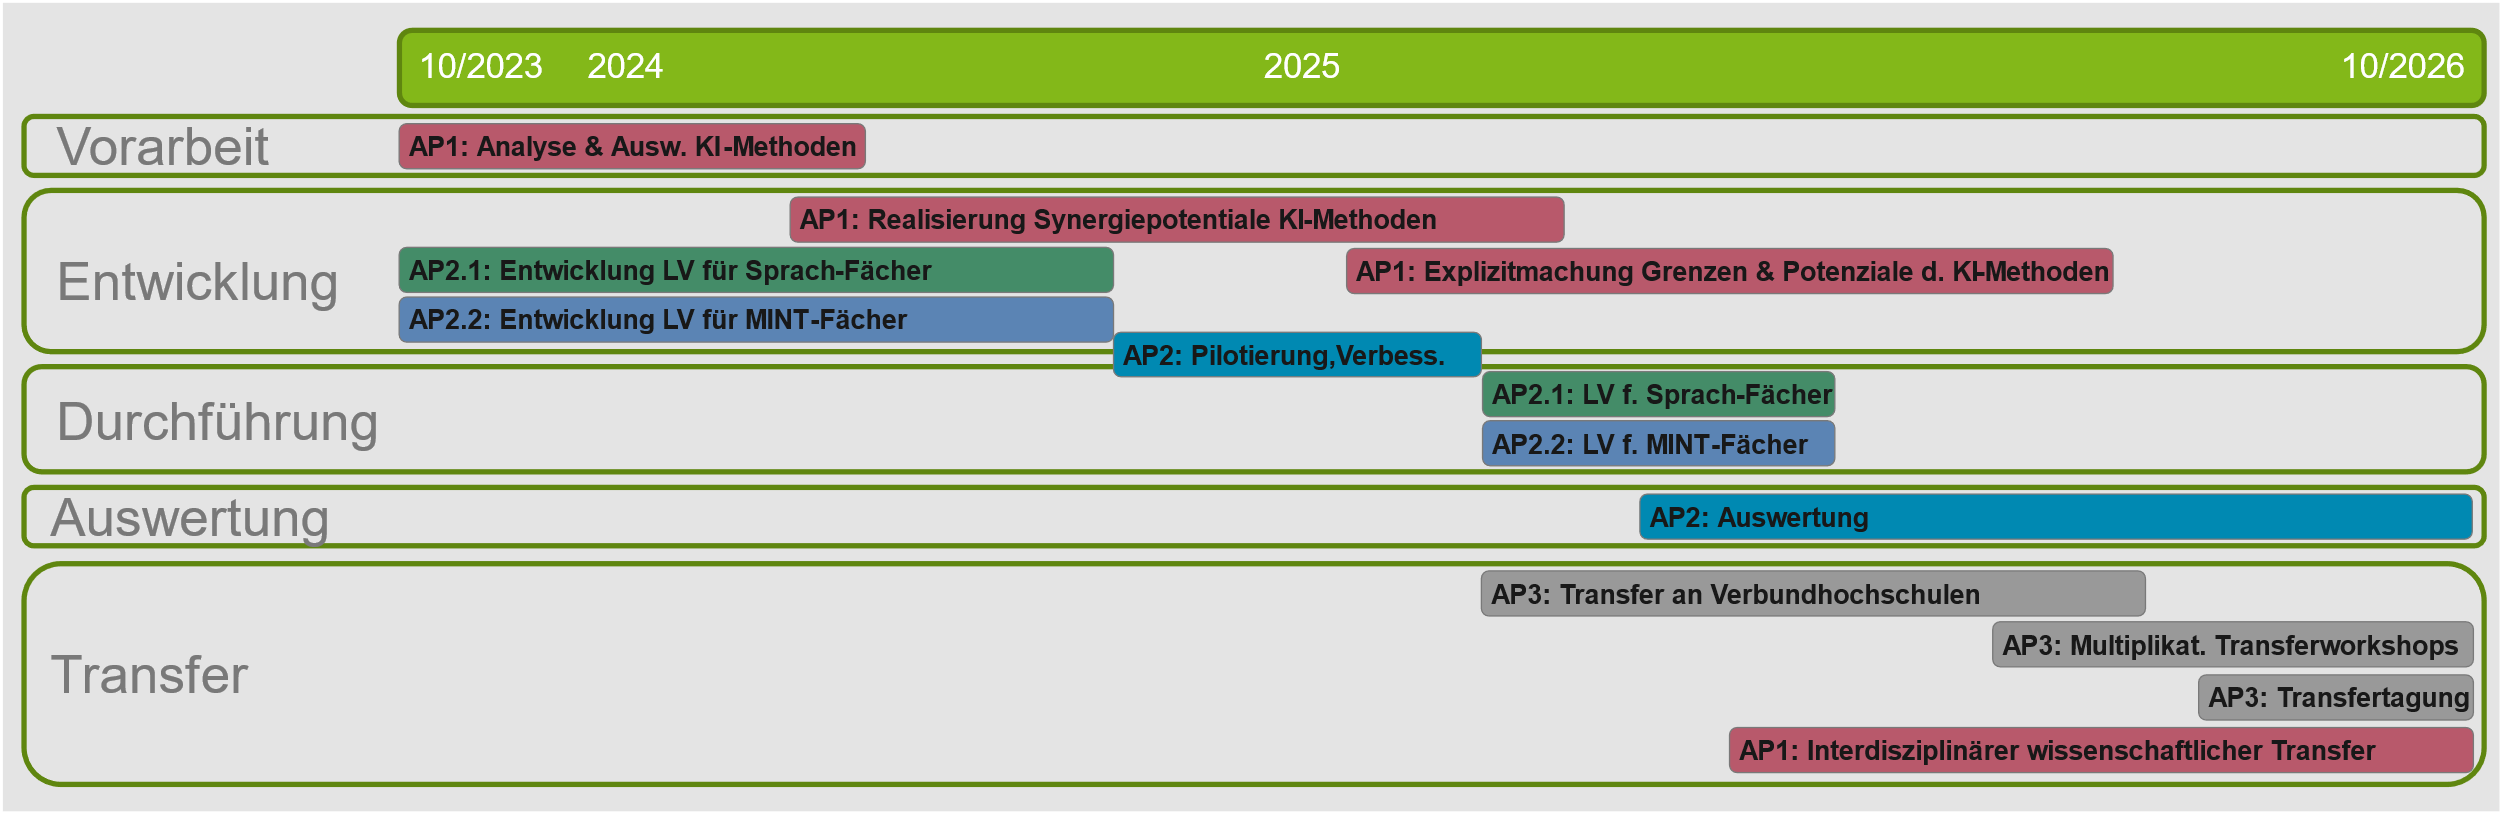 10/2023 2024 2025 10/2026
Vorarbeit
AP1: Analyse & Ausw. KI-Methoden
Entwicklung
AP1: Realisierung Synergiepotentiale KI-Methoden
AP2.1: Entwicklung LV für Sprach-Fächer
AP1: Explizitmachung Grenzen & Potenziale d. KI-Methoden
AP2.2: Entwicklung LV für MINT-Fächer
AP2: Pilotierung,Verbess.
Durchführung
AP2.1: LV f. Sprach-Fächer
AP2.2: LV f. MINT-Fächer
Auswertung
AP2: Auswertung
Transfer
AP3: Transfer an Verbundhochschulen
AP3: Multiplikat. Transferworkshops
AP3: Transfertagung
AP1: Interdisziplinärer wissenschaftlicher Transfer